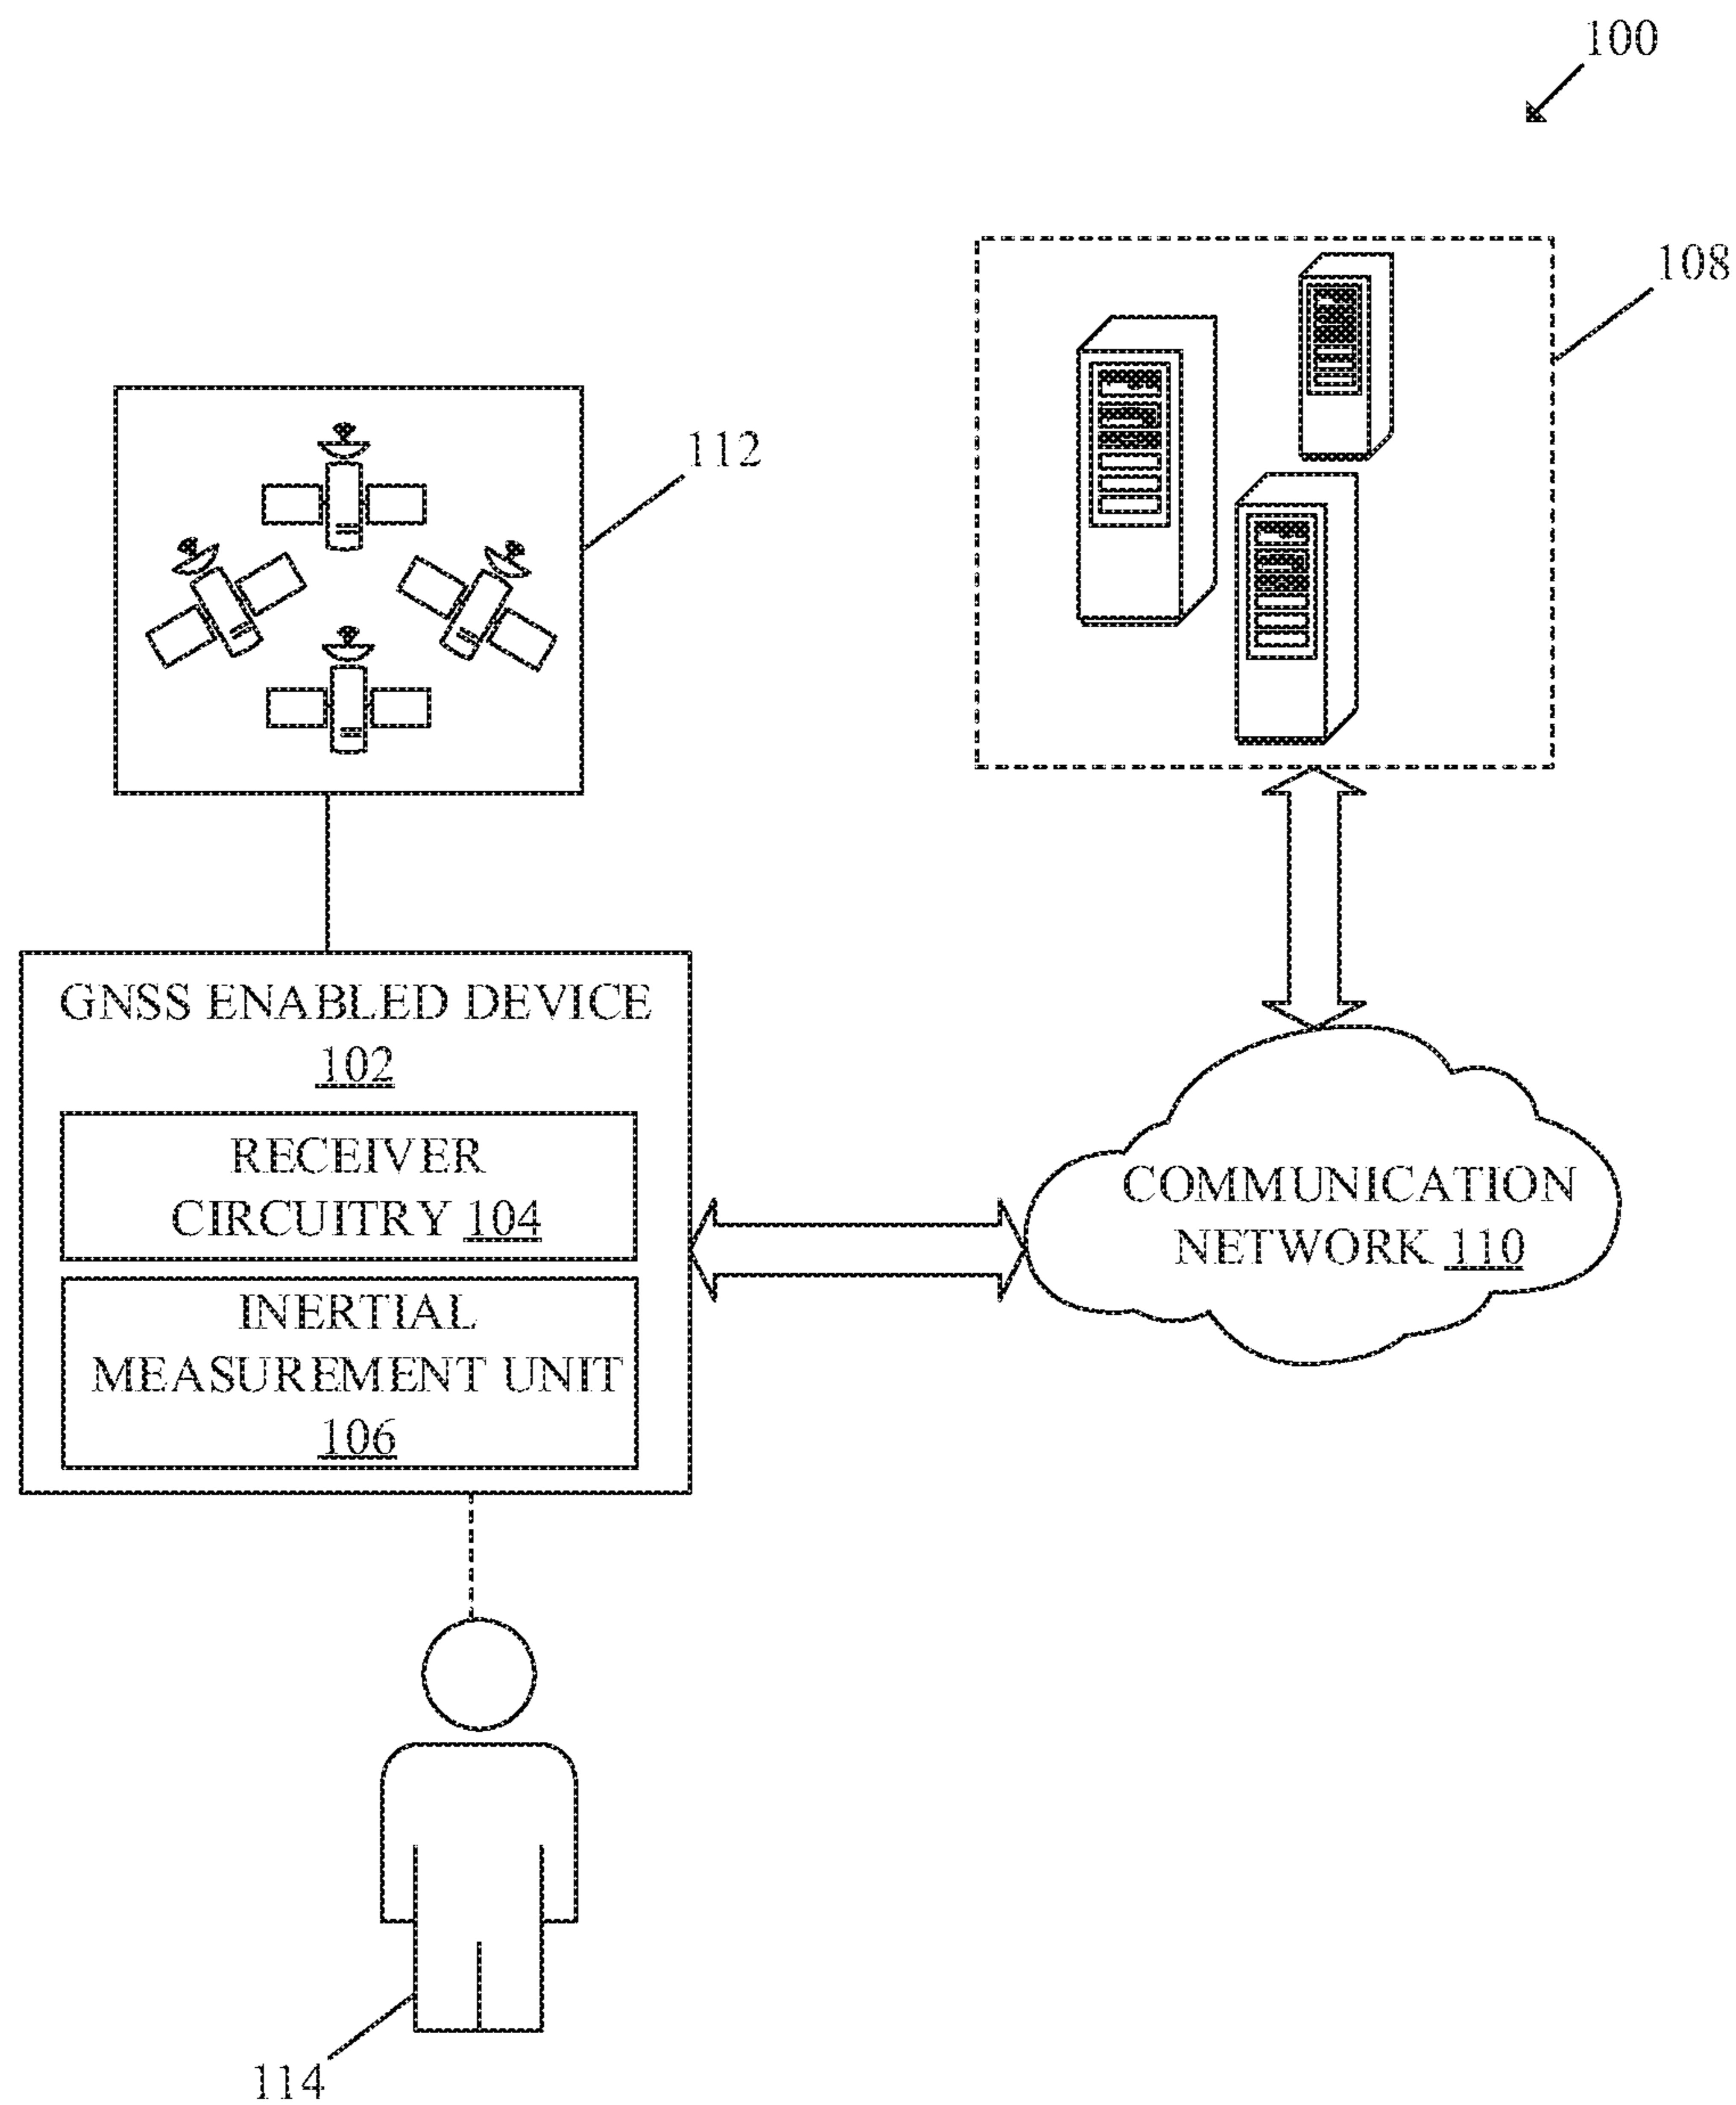 100
108
112
GNSS ENABLED DEVICE
102
RECEIVER
CIRCUITRY 104
INERTIAL
MEASUREMENT UNIT
106
COMMUNICATION
NETWORK 110
114